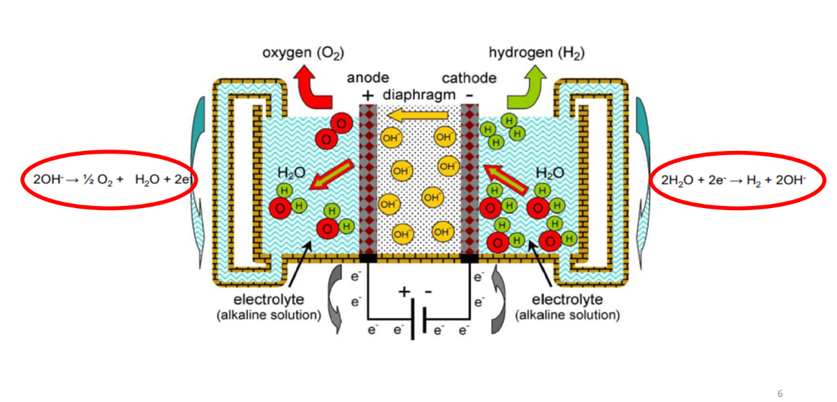 oxygen (O₂)
hydrogen (H₂)
anode
cathode
+ diaphragm -
OH⁻
OH⁻
OH⁻
OH⁻
OH⁻
OH⁻
OH⁻
OH⁻
O
O
H
H
H
H
2OH⁻ → ½ O₂ + H₂O + 2e⁻
H₂O
H
O H
H
O H
H₂O
H H
O H O H
H H
O H O H
2H₂O + 2e⁻ → H₂ + 2OH⁻
electrolyte
(alkaline solution)
e⁻
e⁻
e⁻ e⁻
+ -
e⁻ e⁻
e⁻
e⁻
electrolyte
(alkaline solution)
6